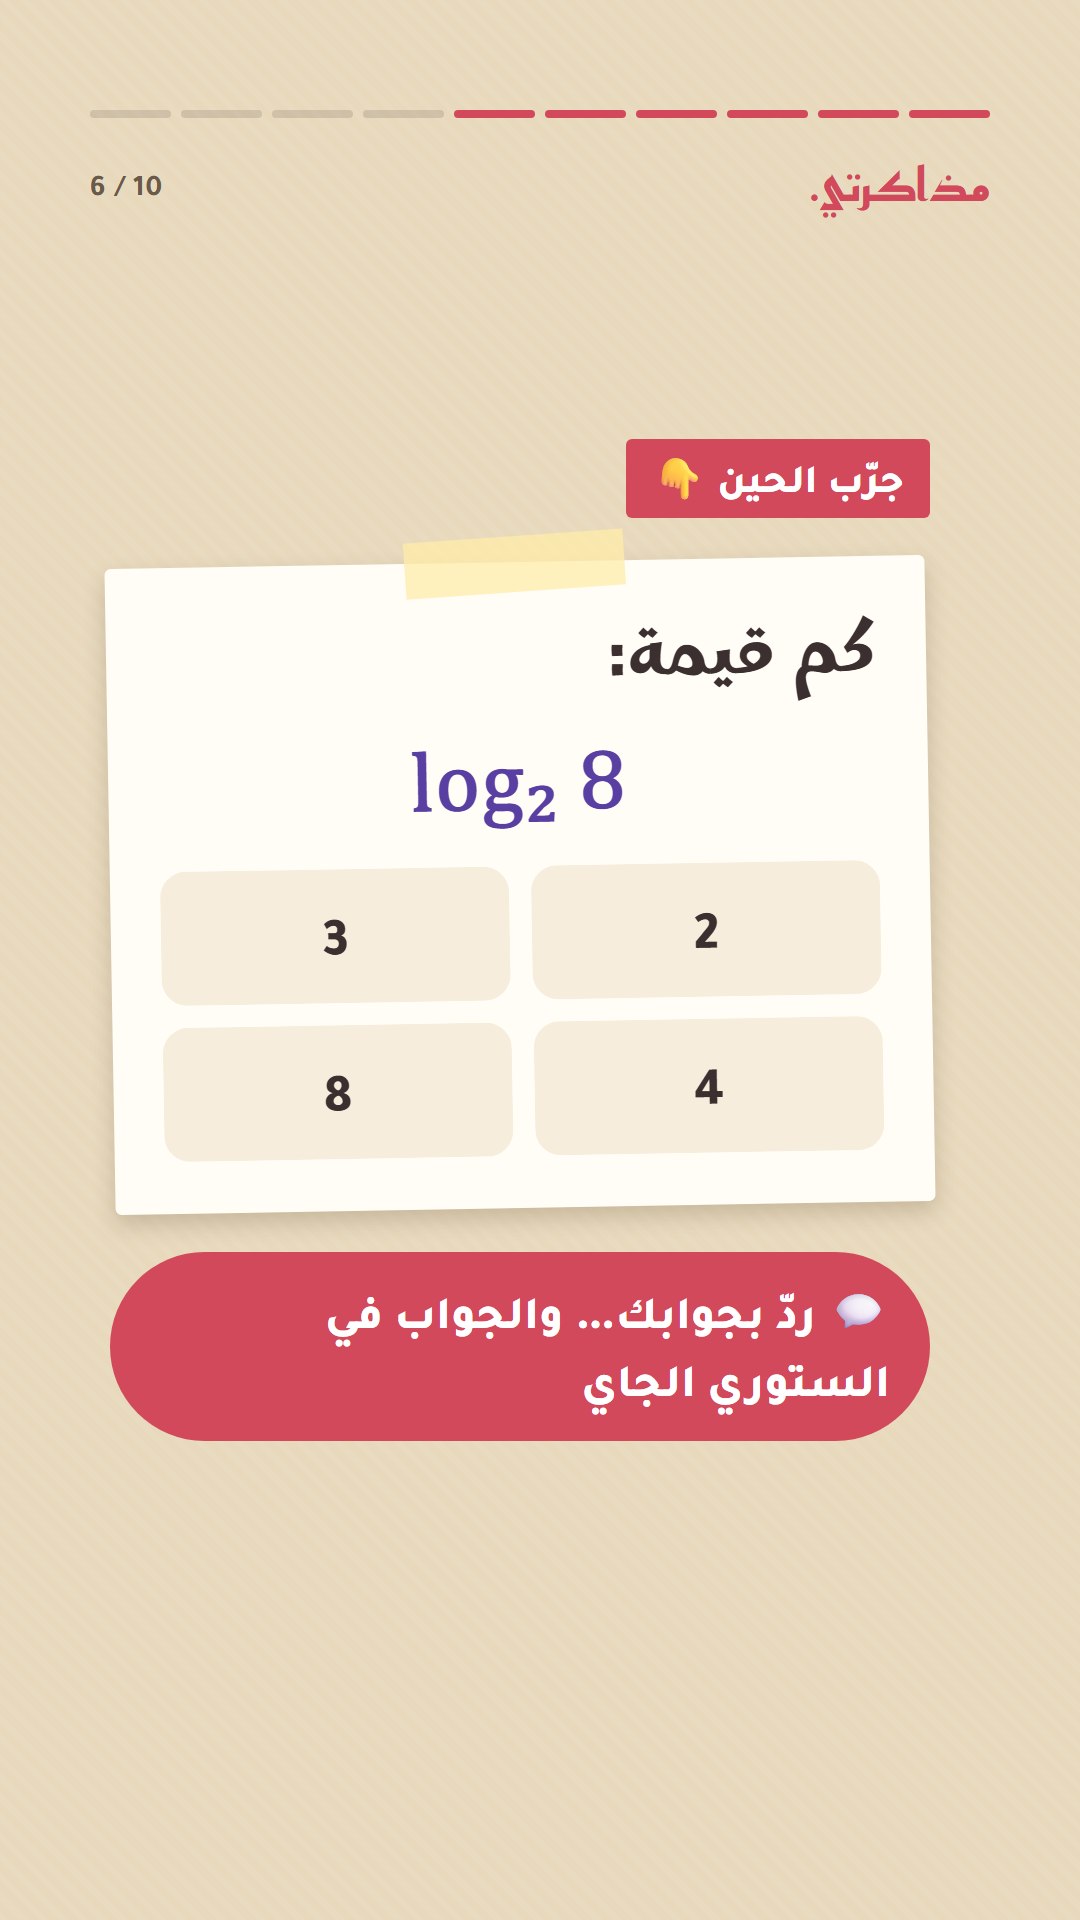 مذاكرتي.
6 / 10
جرّب الحين 👇
كم قيمة:
log₂ 8
2
3
4
8
💬 ردّ بجوابك... والجواب في
الستوري الجاي